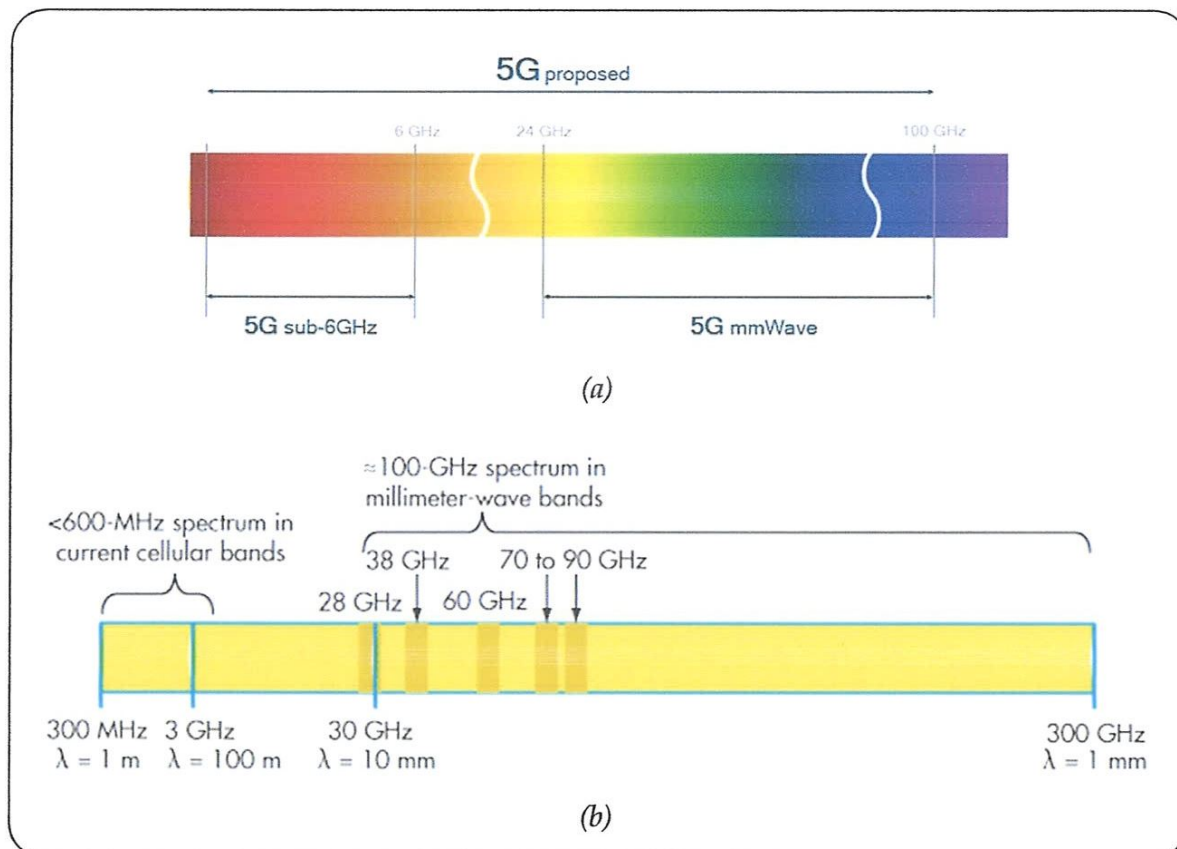 5G proposed
6 GHz 24 GHz 100 GHz
5G sub-6GHz 5G mmWave
(a)
≈100-GHz spectrum in
millimeter-wave bands
<600-MHz spectrum in
current cellular bands
38 GHz 70 to 90 GHz
28 GHz 60 GHz
300 MHz 3 GHz 30 GHz 300 GHz
λ = 1 m λ = 100 m λ = 10 mm λ = 1 mm
(b)